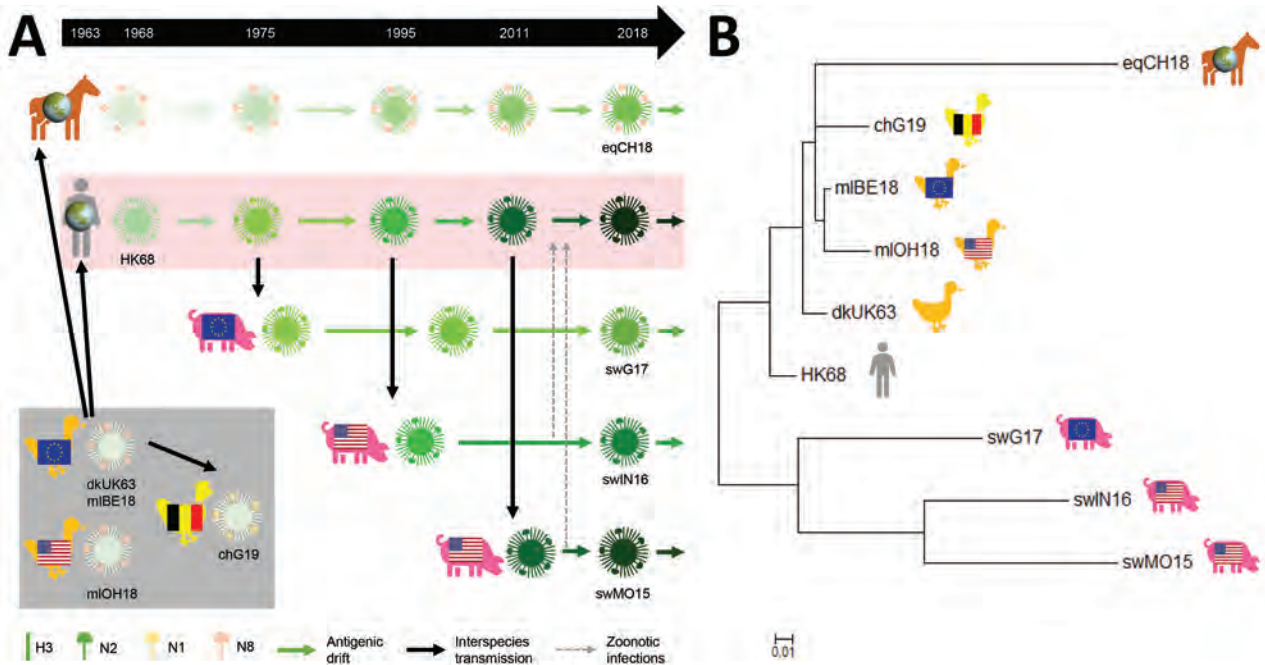 A
1963 1968 1975 1995 2011 2018
eqCH18
HK68
swG17
dkUK63
mlBE18
chG19
mlOH18
swIN16
swMO15
H3 N2 N1 N8 Antigenic drift Interspecies transmission Zoonotic infections
B
eqCH18
chG19
mlBE18
mlOH18
dkUK63
HK68
swG17
swIN16
swMO15
0.01